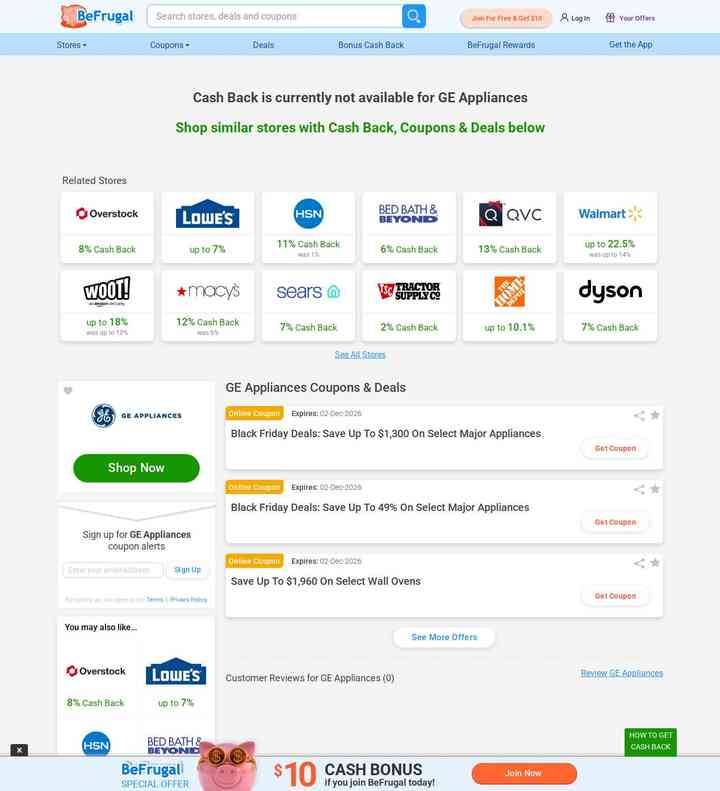 BeFrugal
Search stores, deals and coupons
Join For Free & Get $10
Log In
Your Offers
Stores
Coupons
Deals
Bonus Cash Back
BeFrugal Rewards
Get the App
Cash Back is currently not available for GE Appliances
Shop similar stores with Cash Back, Coupons & Deals below
Related Stores
Overstock
LOWE'S
HSN
BED BATH & BEYOND
Q QVC
Walmart
8% Cash Back
up to 7%
11% Cash Back
was 1%
6% Cash Back
13% Cash Back
up to 22.5%
was up to 14%
WOOT!
macy's
sears
TSC TRACTOR SUPPLY CO
THE HOME DEPOT
dyson
up to 18%
was up to 12%
12% Cash Back
7% Cash Back
2% Cash Back
up to 10.1%
7% Cash Back
See All Stores
GE APPLIANCES
Shop Now
Sign up for GE Appliances
coupon alerts
Enter your email address
Sign Up
Terms & Privacy Policy
You may also like...
Overstock
LOWE'S
8% Cash Back
up to 7%
HSN
BED BATH &
BEYOND
GE Appliances Coupons & Deals
Online Coupon Expires: 02-Dec-2026
Black Friday Deals: Save Up To $1,300 On Select Major Appliances
Get Coupon
Online Coupon Expires: 02-Dec-2026
Black Friday Deals: Save Up To 49% On Select Major Appliances
Get Coupon
Online Coupon Expires: 02-Dec-2026
Save Up To $1,960 On Select Wall Ovens
Get Coupon
See More Offers
Customer Reviews for GE Appliances (0)
Review GE Appliances
HOW TO GET
CASH BACK
x
BeFrugal
SPECIAL OFFER
$10 CASH BONUS
if you join BeFrugal today!
Join Now